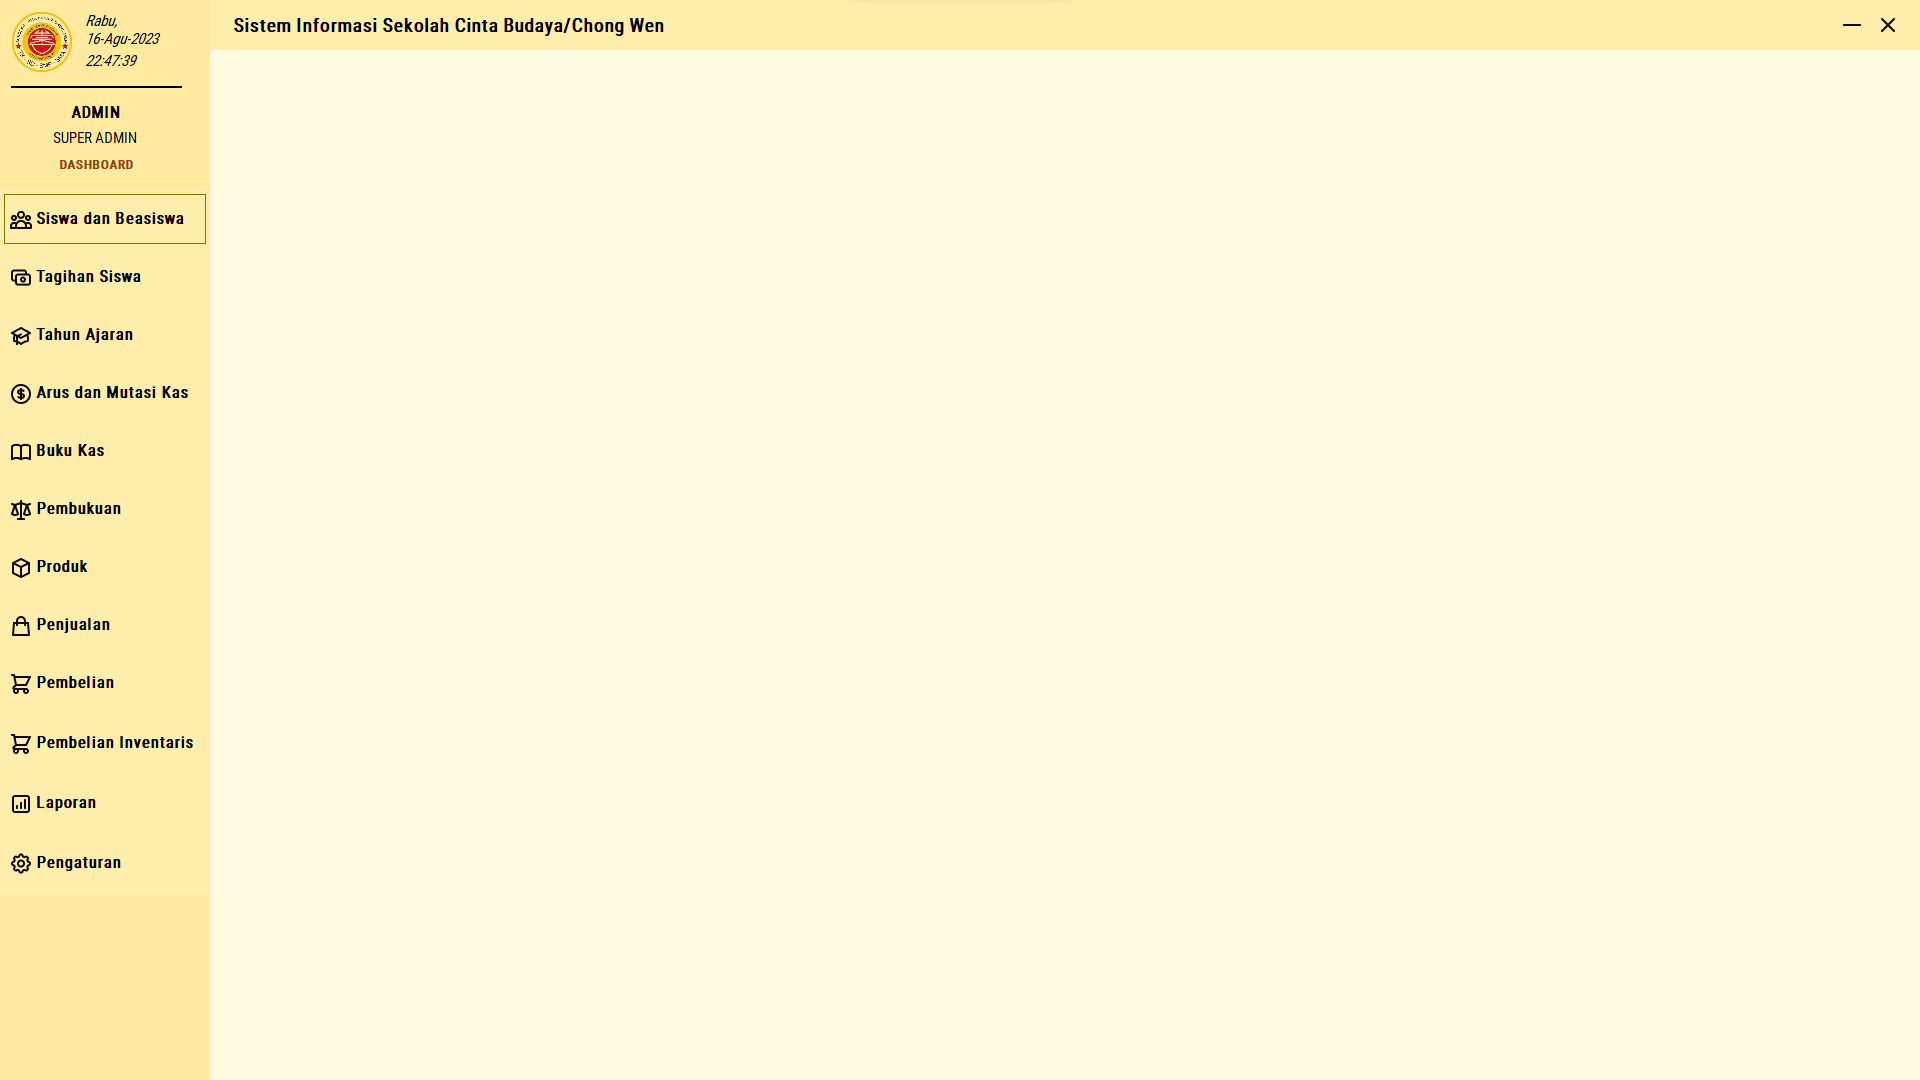 Rabu,
16-Agu-2023
22:47:39
ADMIN
SUPER ADMIN
DASHBOARD
Siswa dan Beasiswa
Tagihan Siswa
Tahun Ajaran
Arus dan Mutasi Kas
Buku Kas
Pembukuan
Produk
Penjualan
Pembelian
Pembelian Inventaris
Laporan
Pengaturan
Sistem Informasi Sekolah Cinta Budaya/Chong Wen